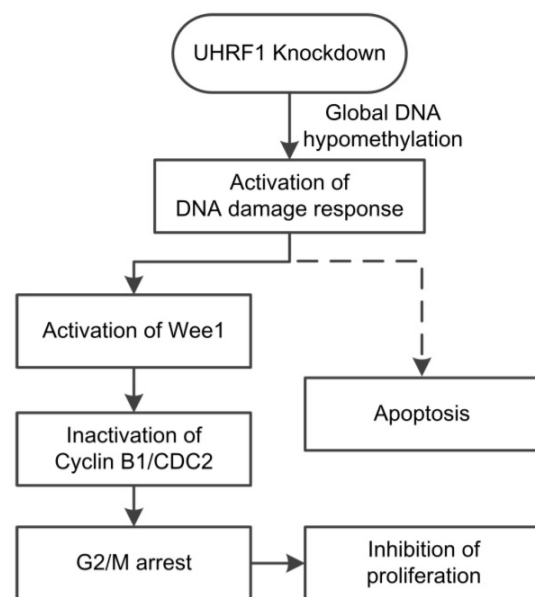 UHRF1 Knockdown
Global DNA
hypomethylation
Activation of
DNA damage response
Activation of Wee1
Apoptosis
Inactivation of
Cyclin B1/CDC2
G2/M arrest
Inhibition of
proliferation